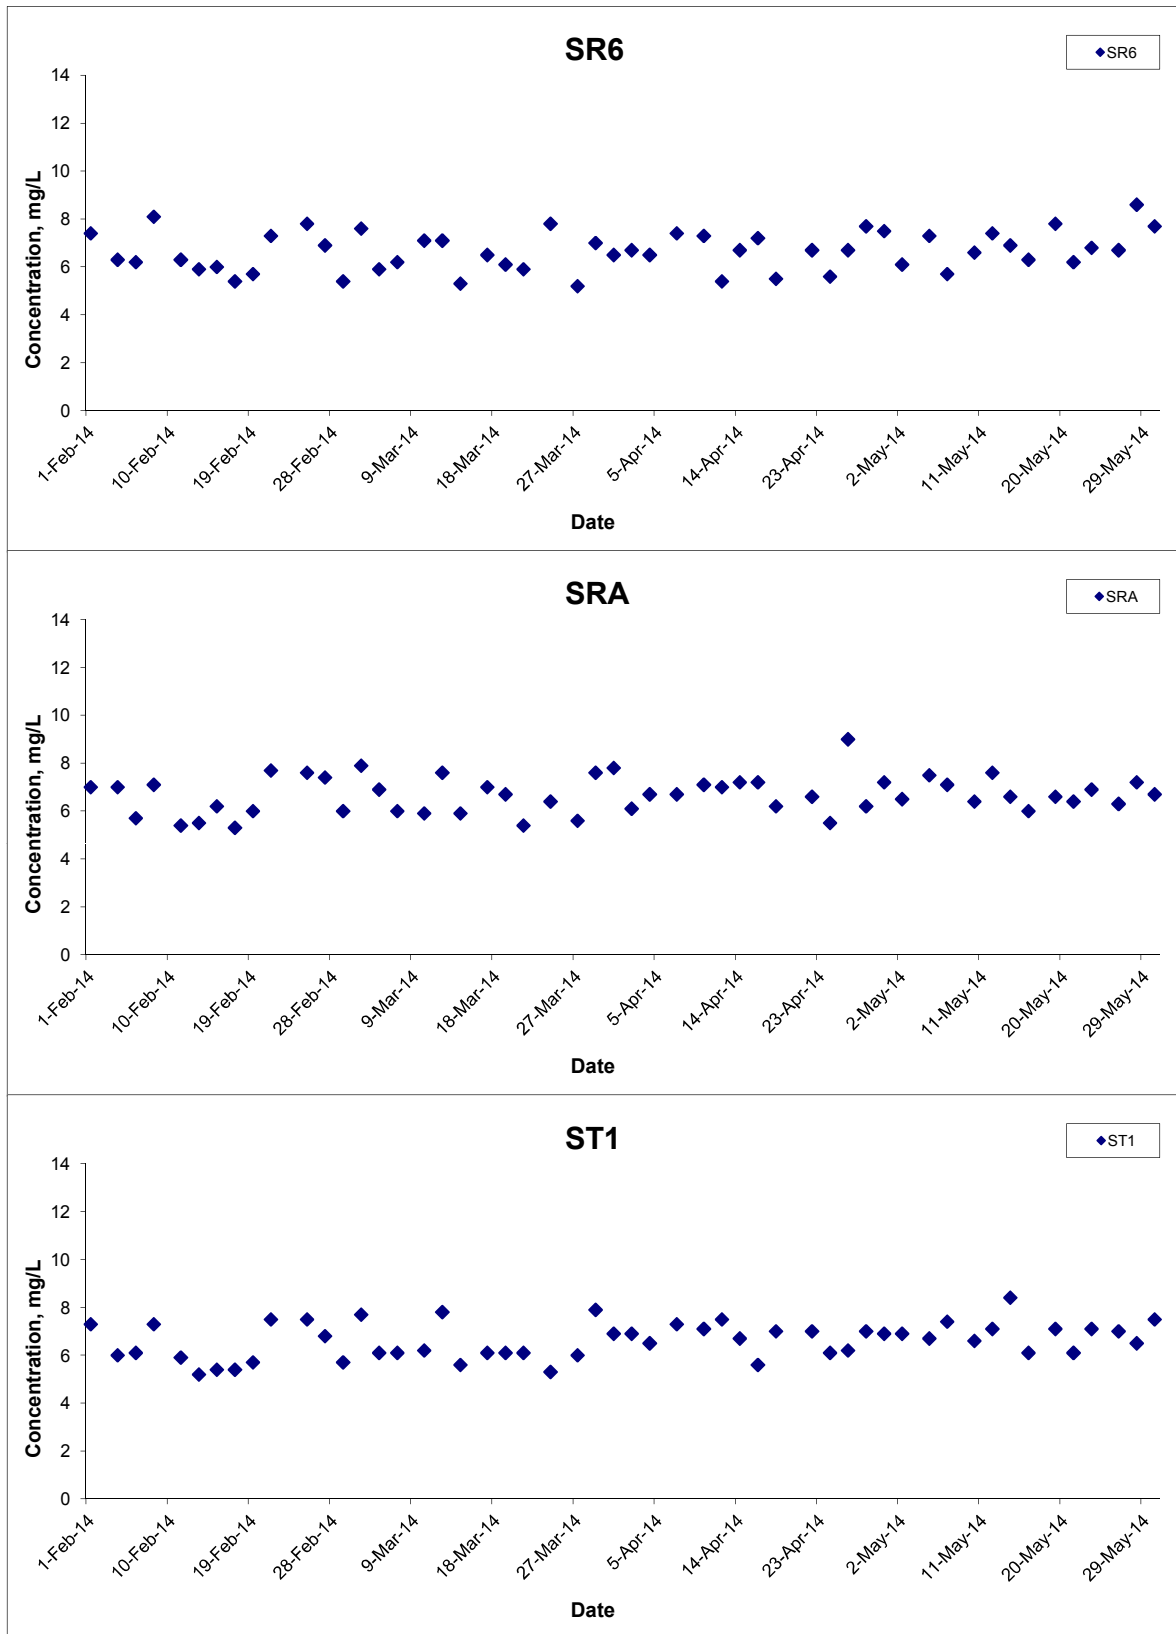 SR6
SR6
14
12
10
8
6
4
2
0
Concentration, mg/L
1-Feb-14
10-Feb-14
19-Feb-14
28-Feb-14
9-Mar-14
18-Mar-14
27-Mar-14
5-Apr-14
14-Apr-14
23-Apr-14
2-May-14
11-May-14
20-May-14
29-May-14
Date
SRA
SRA
14
12
10
8
6
4
2
0
Concentration, mg/L
1-Feb-14
10-Feb-14
19-Feb-14
28-Feb-14
9-Mar-14
18-Mar-14
27-Mar-14
5-Apr-14
14-Apr-14
23-Apr-14
2-May-14
11-May-14
20-May-14
29-May-14
Date
ST1
ST1
14
12
10
8
6
4
2
0
Concentration, mg/L
1-Feb-14
10-Feb-14
19-Feb-14
28-Feb-14
9-Mar-14
18-Mar-14
27-Mar-14
5-Apr-14
14-Apr-14
23-Apr-14
2-May-14
11-May-14
20-May-14
29-May-14
Date